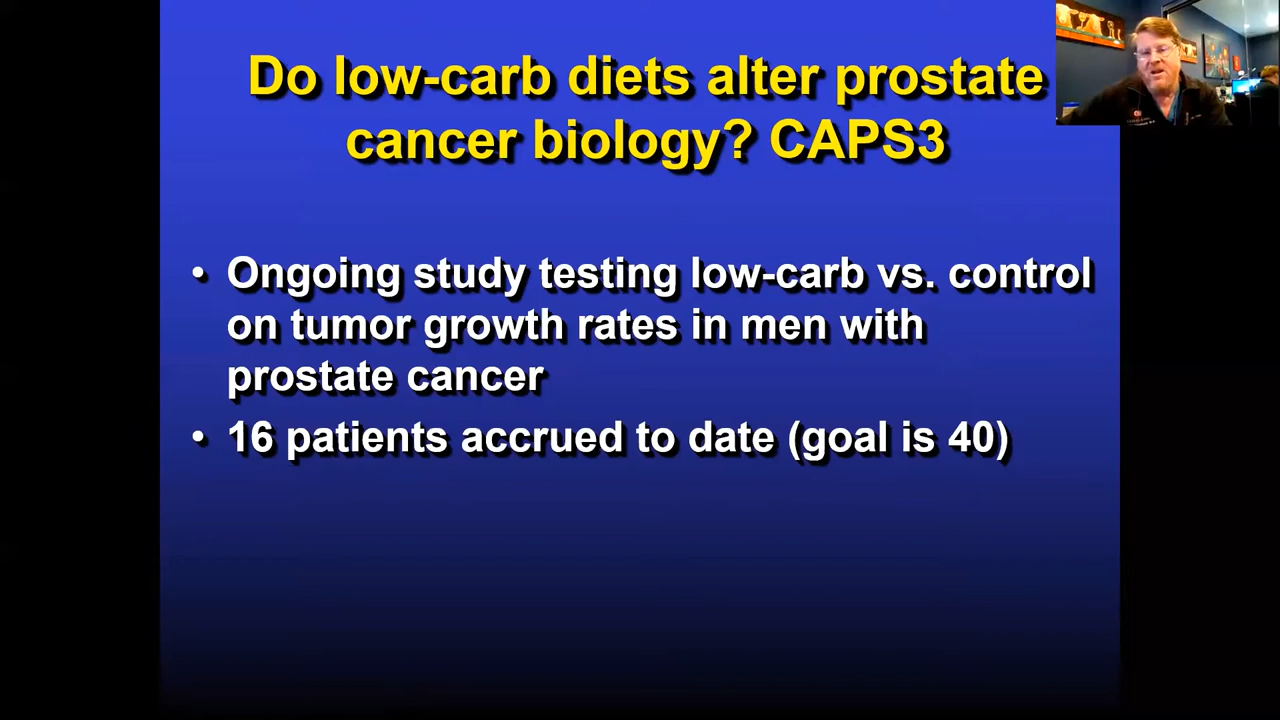 Do low-carb diets alter prostate
cancer biology? CAPS3
• Ongoing study testing low-carb vs. control
on tumor growth rates in men with
prostate cancer
• 16 patients accrued to date (goal is 40)